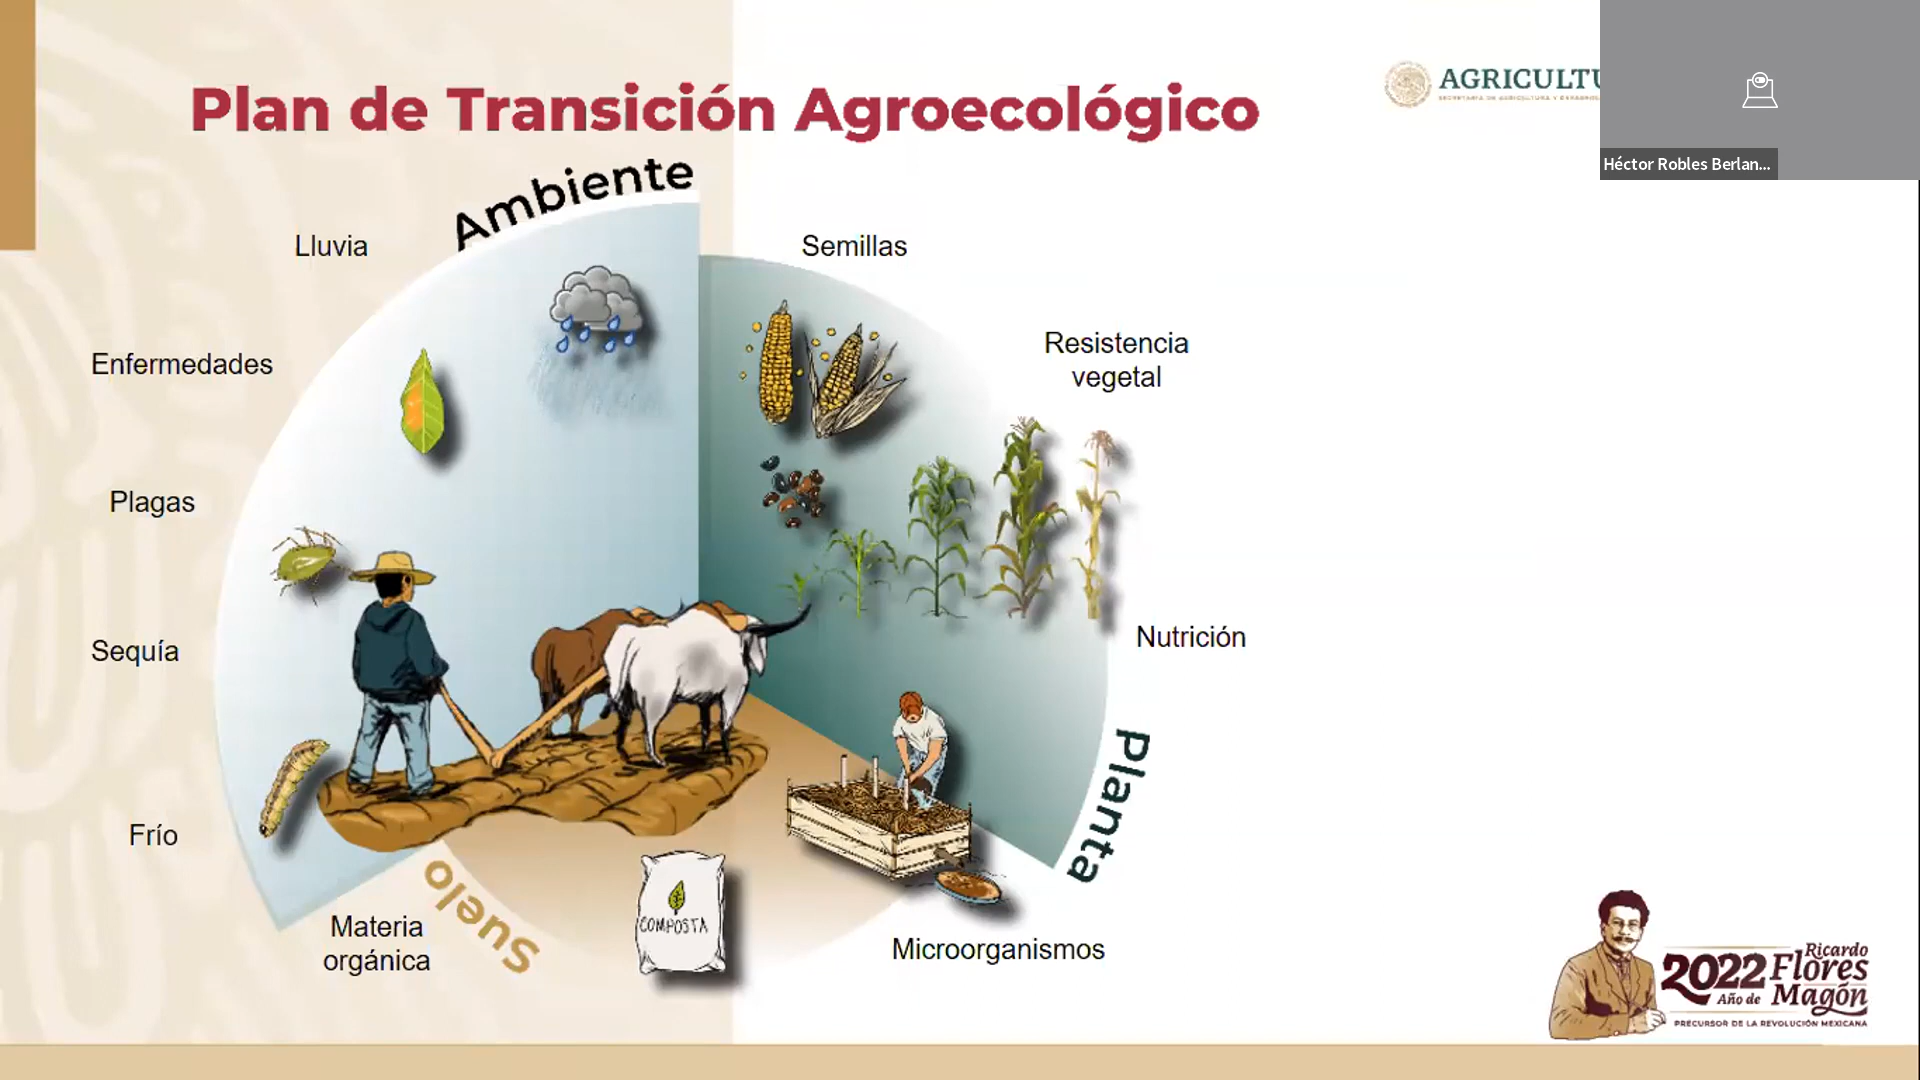 Plan de Transición Agroecológico
AGRICULTU
Héctor Robles Berlan...
Ambiente
Lluvia
Semillas
Enfermedades
Resistencia
vegetal
Plagas
Sequía
Nutrición
Planta
Frío
Suelo
Materia
orgánica
COMPOSTA
Microorganismos
2022 Ricardo
Año de Flores
Magón
PRECURSOR DE LA REVOLUCIÓN MEXICANA